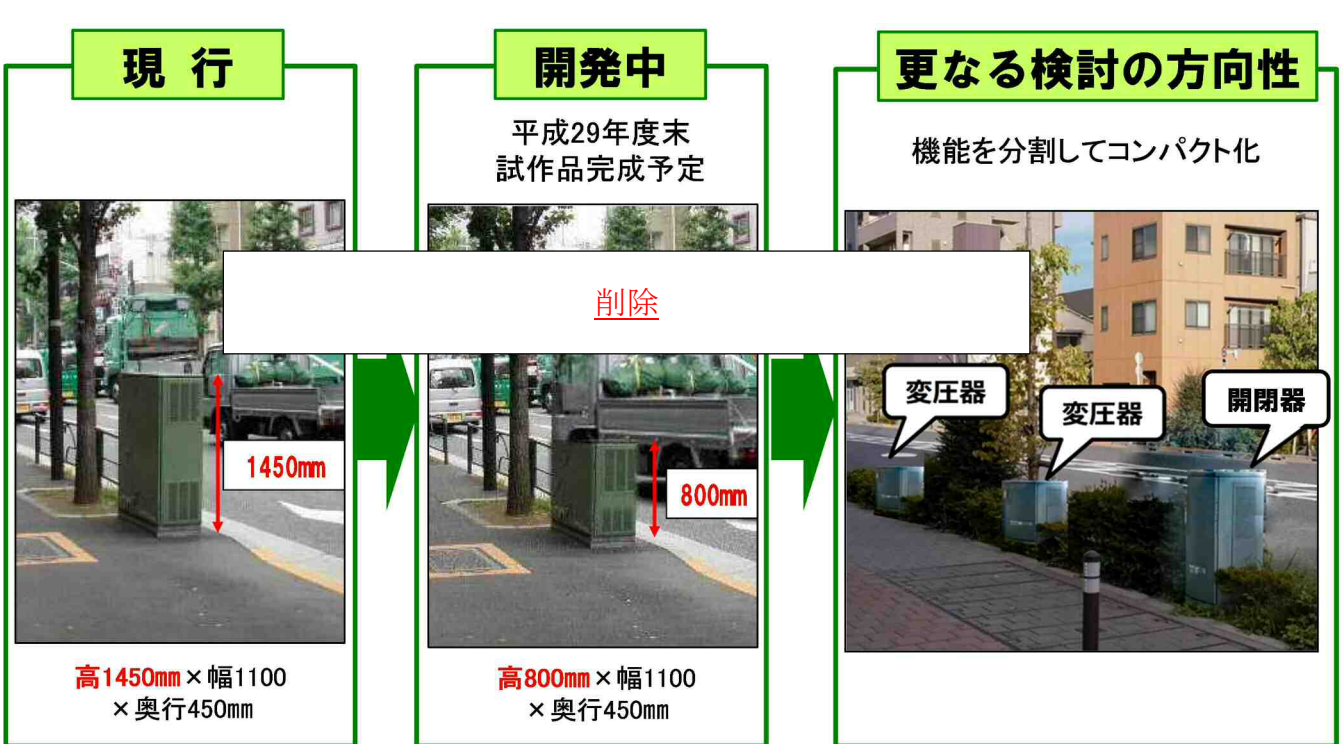 現 行
高1450mm×幅1100
×奥行450mm
1450mm
開発中
平成29年度末
試作品完成予定
800mm
高800mm×幅1100
×奥行450mm
更なる検討の方向性
機能を分割してコンパクト化
変圧器
変圧器
開閉器
削除